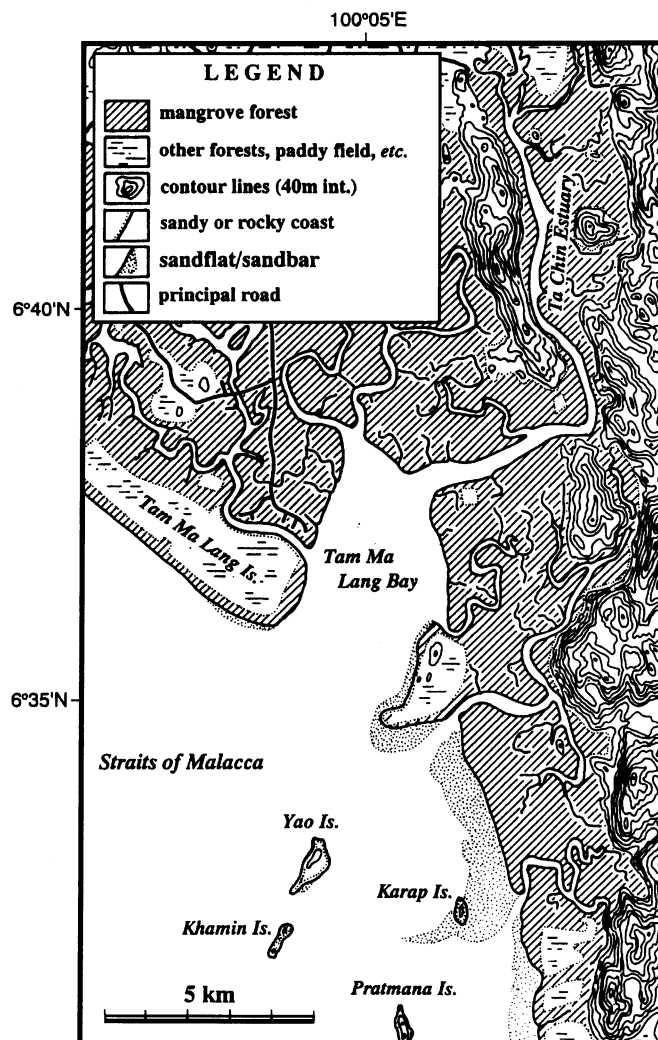 100°05'E
LEGEND
mangrove forest
other forests, paddy field, etc.
contour lines (40m int.)
sandy or rocky coast
sandflat/sandbar
principal road
Ta Chin Estuary
6°40'N
Tam Ma Lang Is.
Tam Ma
Lang Bay
6°35'N
Straits of Malacca
Yao Is.
Karap Is.
Khamin Is.
Pratmana Is.
5 km